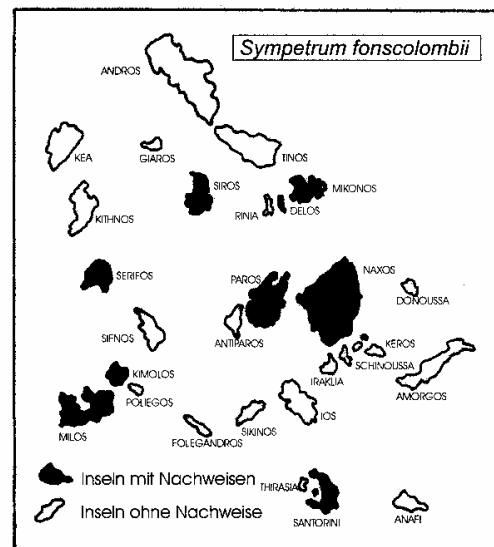 Sympetrum fonscolombii
ANDROS
KEA
GIAROS
TINOS
SIROS
MIKONOS
RINIA
DELOS
KITHNOS
SERIFOS
PAROS
NAXOS
DONOUSSA
SIFNOS
ANTIPAROS
KEROS
SCHINOUSSA
IRAKLIA
KIMOLOS
POLIEGOS
AMORGOS
MILOS
FOLEGANDROS
SIKINOS
IOS
Inseln mit Nachweisen
THIRASIA
Inseln ohne Nachweise
SANTORINI
ANAFI